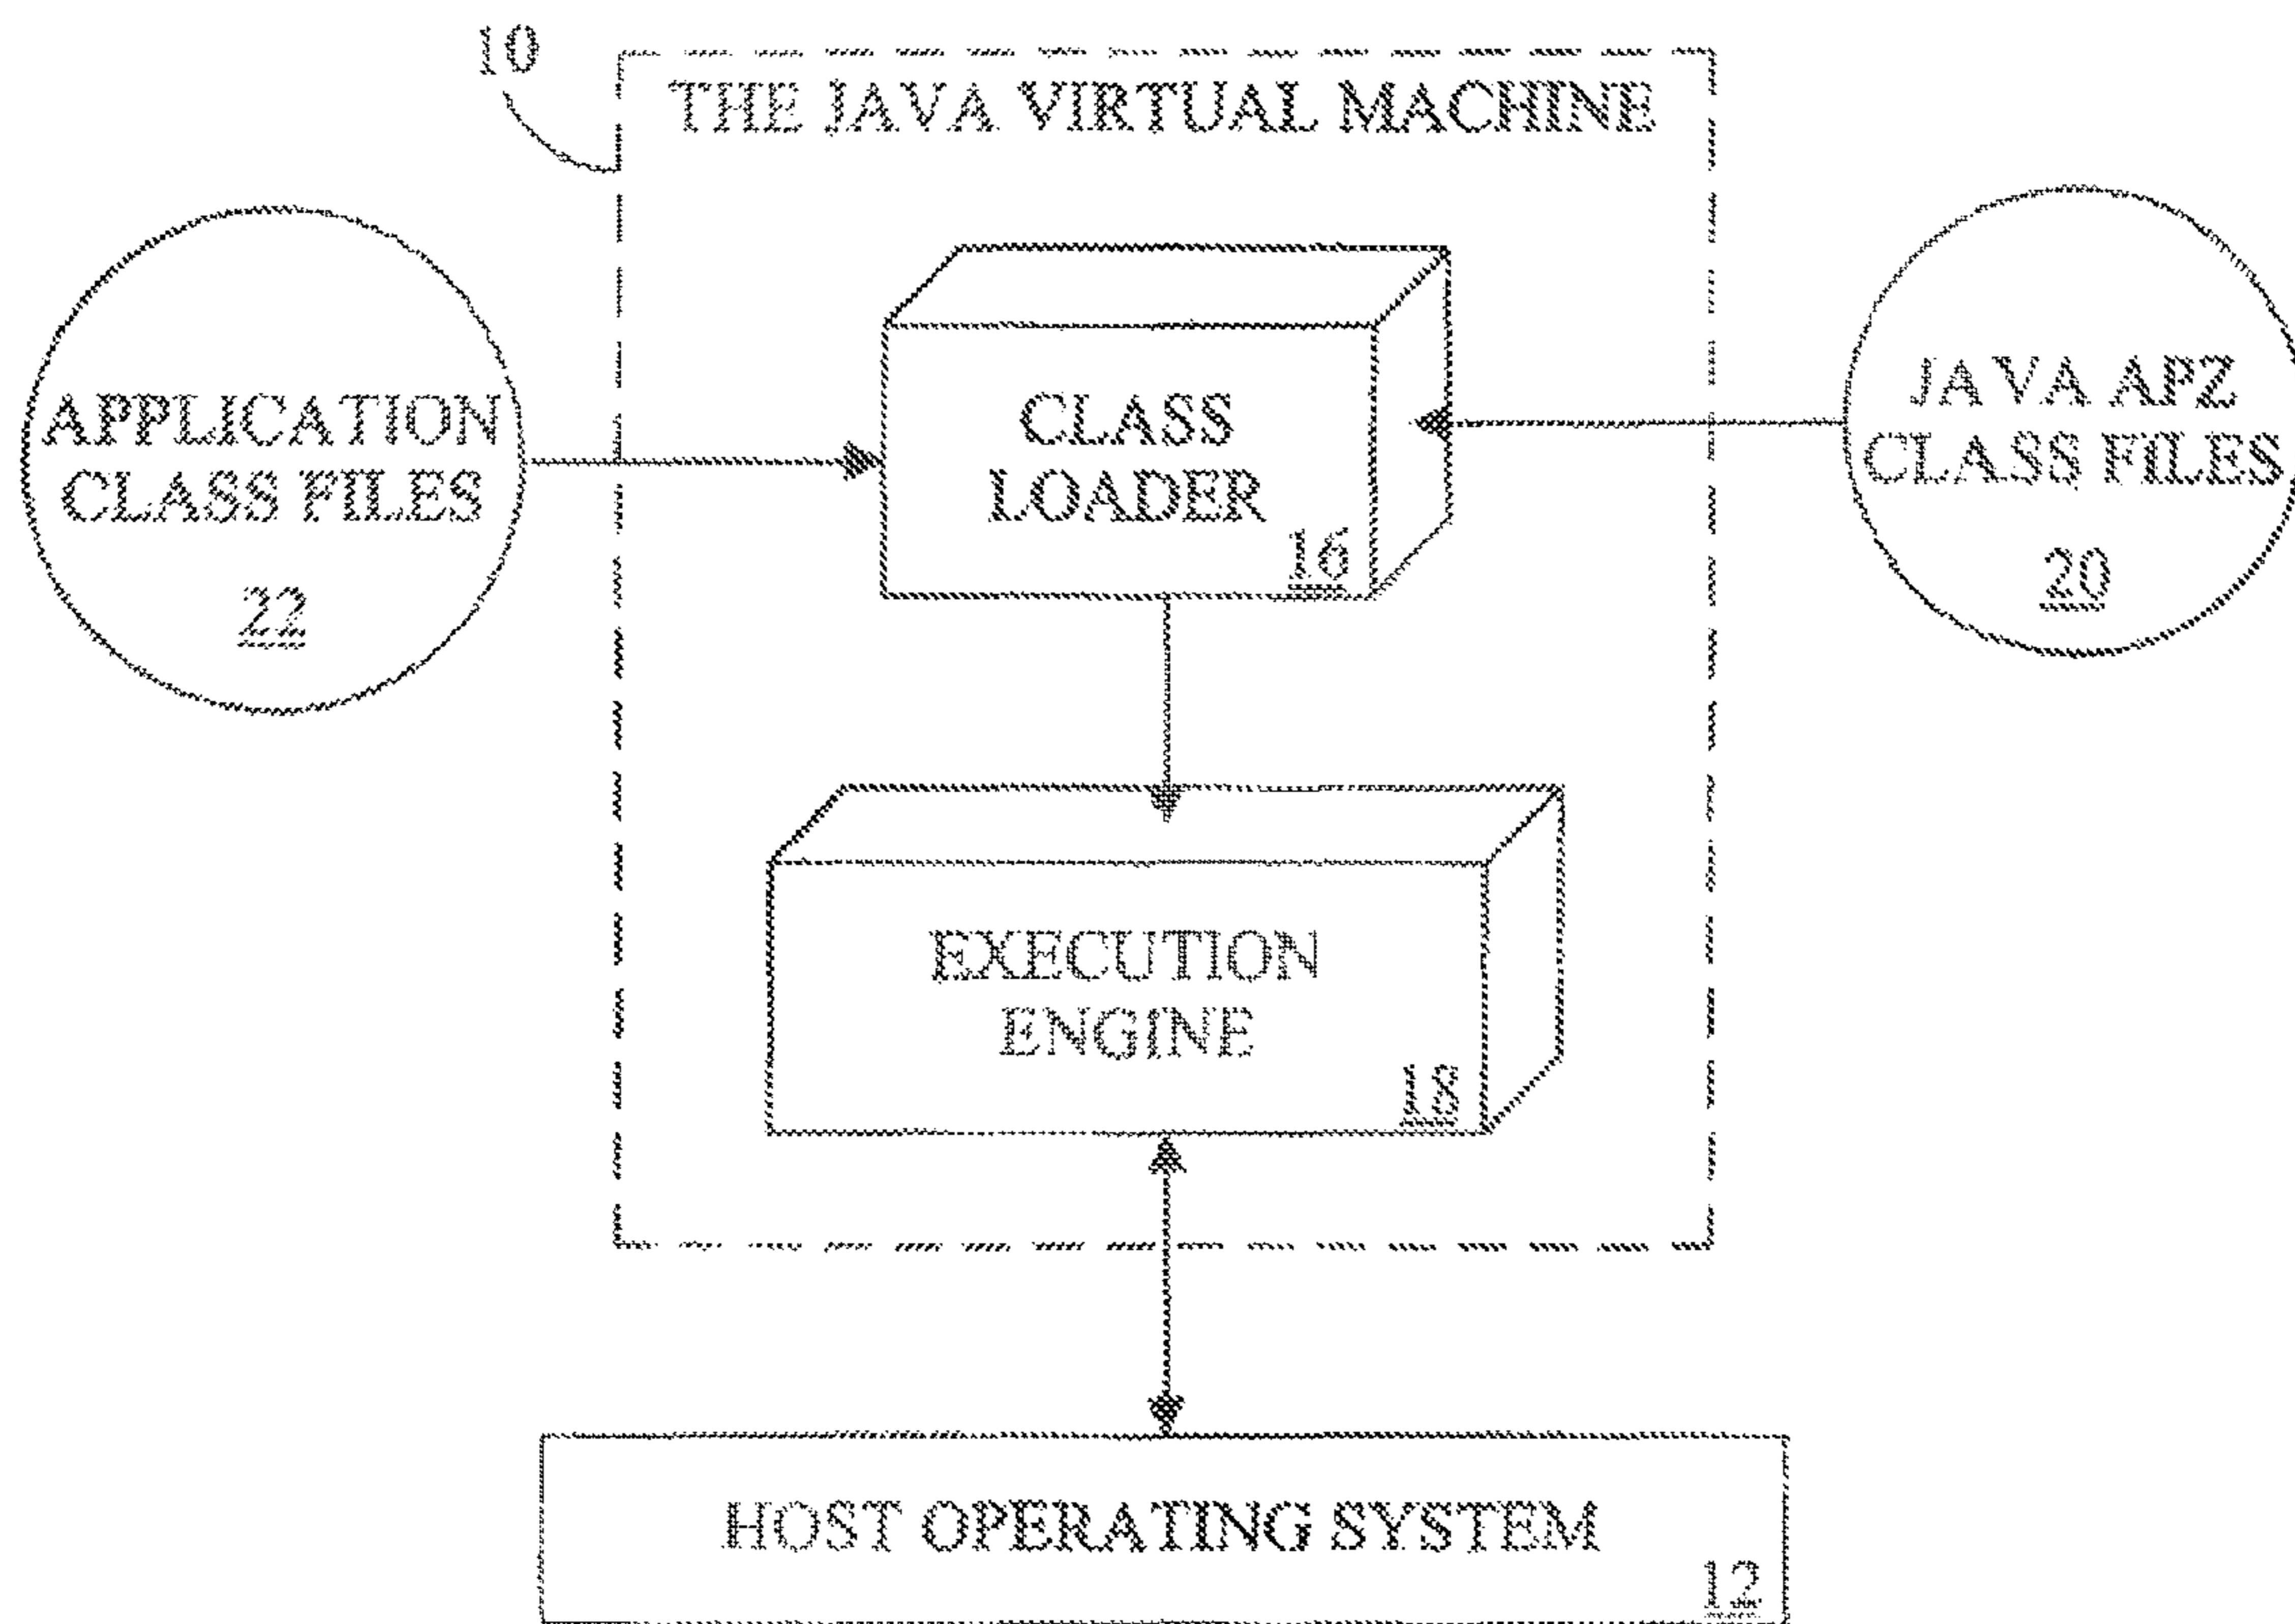 10
THE JAVA VIRTUAL MACHINE
APPLICATION
CLASS FILES
22
CLASS
LOADER
16
JAVA APZ
CLASS FILES
20
EXECUTION
ENGINE
18
HOST OPERATING SYSTEM
12